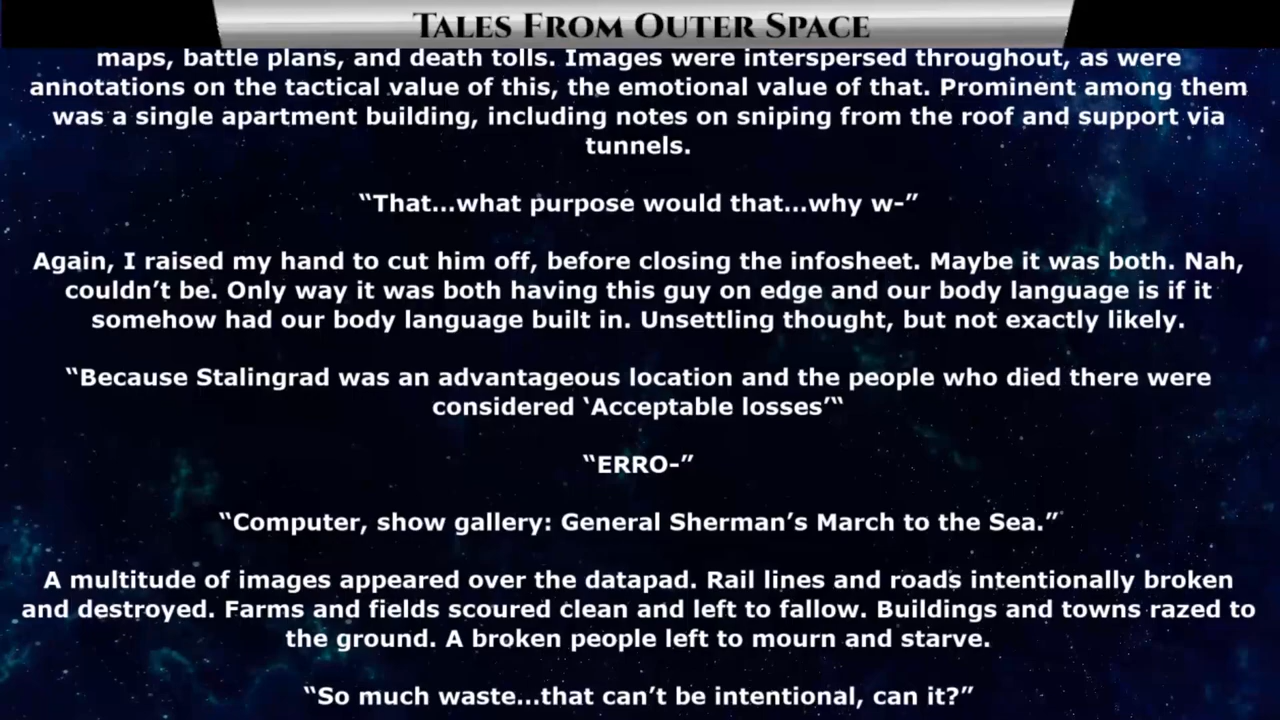 Tales From Outer Space
maps, battle plans, and death tolls. Images were interspersed throughout, as were
annotations on the tactical value of this, the emotional value of that. Prominent among them
was a single apartment building, including notes on sniping from the roof and support via
tunnels.
“That...what purpose would that...why w-”
Again, I raised my hand to cut him off, before closing the infosheet. Maybe it was both. Nah,
couldn’t be. Only way it was both having this guy on edge and our body language is if it
somehow had our body language built in. Unsettling thought, but not exactly likely.
“Because Stalingrad was an advantageous location and the people who died there were
considered ‘Acceptable losses’“
“ERRO-”
“Computer, show gallery: General Sherman’s March to the Sea.”
A multitude of images appeared over the datapad. Rail lines and roads intentionally broken
and destroyed. Farms and fields scoured clean and left to fallow. Buildings and towns razed to
the ground. A broken people left to mourn and starve.
“So much waste...that can’t be intentional, can it?”